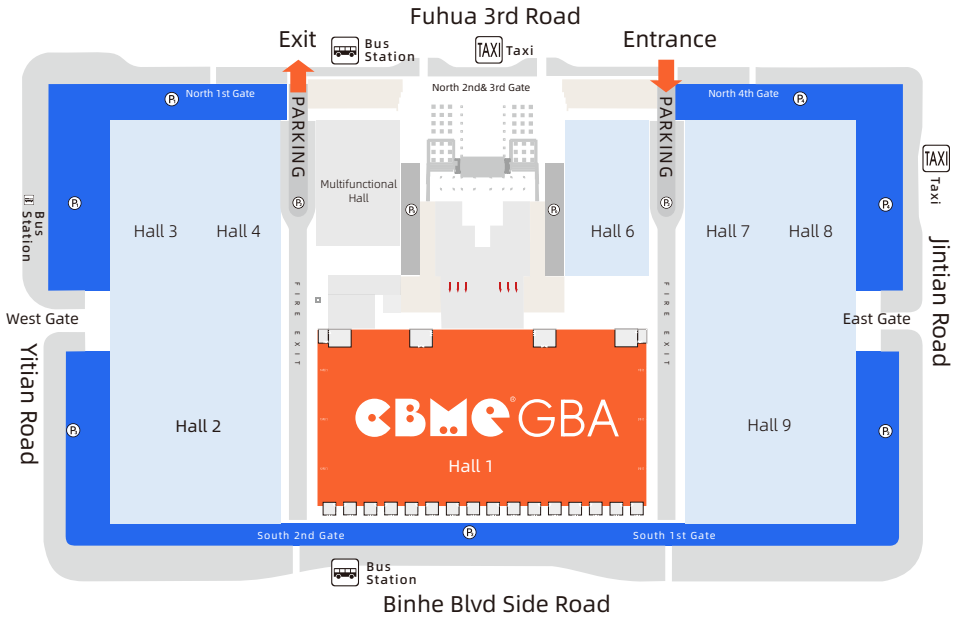 Fuhua 3rd Road
Exit
Bus
Station
TAXI
Taxi
Entrance
North 1st Gate
PARKING
North 2nd& 3rd Gate
PARKING
North 4th Gate
P
P
TAXI
Taxi
Multifunctional
Hall
P
P
P
P
P
P
Bus
Station
Hall 3
Hall 4
Hall 6
Hall 7
Hall 8
Jintian Road
FIRE EXIT
FIRE EXIT
West Gate
East Gate
Yitian Road
CBME® GBA
Hall 2
Hall 1
Hall 9
P
P
South 2nd Gate
P
South 1st Gate
Bus
Station
Binhe Blvd Side Road